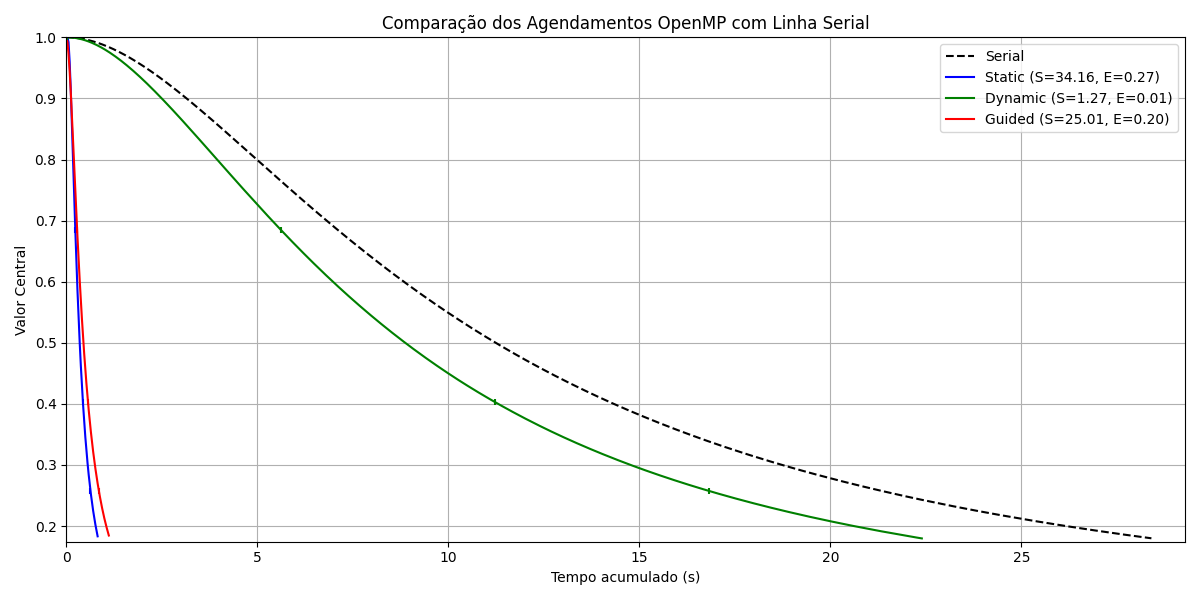 Comparação dos Agendamentos OpenMP com Linha Serial
Serial
Static (S=34.16, E=0.27)
Dynamic (S=1.27, E=0.01)
Guided (S=25.01, E=0.20)
Valor Central
1.0
0.9
0.8
0.7
0.6
0.5
0.4
0.3
0.2
0
5
10
15
20
25
Tempo acumulado (s)